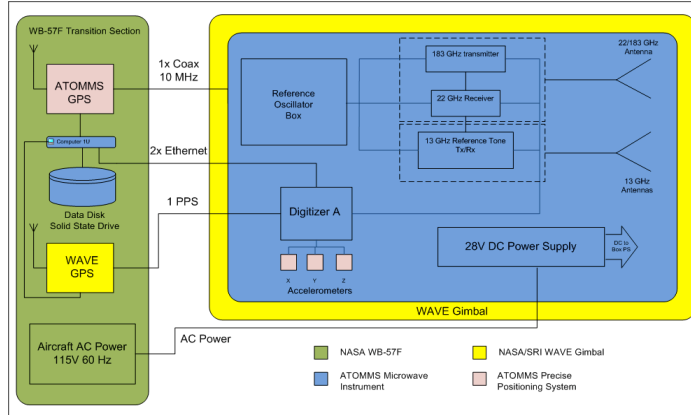 WB-57F Transition Section
ATOMMS
GPS
Computer 1U
Data Disk
Solid State Drive
WAVE
GPS
Aircraft AC Power
115V 60 Hz
1x Coax
10 MHz
2x Ethernet
1 PPS
AC Power
Reference
Oscillator
Box
183 GHz transmitter
22 GHz Receiver
13 GHz Reference Tone
Tx/Rx
22/183 GHz
Antenna
13 GHz
Antennas
Digitizer A
X Y Z
Accelerometers
28V DC Power Supply
DC to
Box PS
WAVE Gimbal
NASA WB-57F
NASA/SRI WAVE Gimbal
ATOMMS Microwave
Instrument
ATOMMS Precise
Positioning System